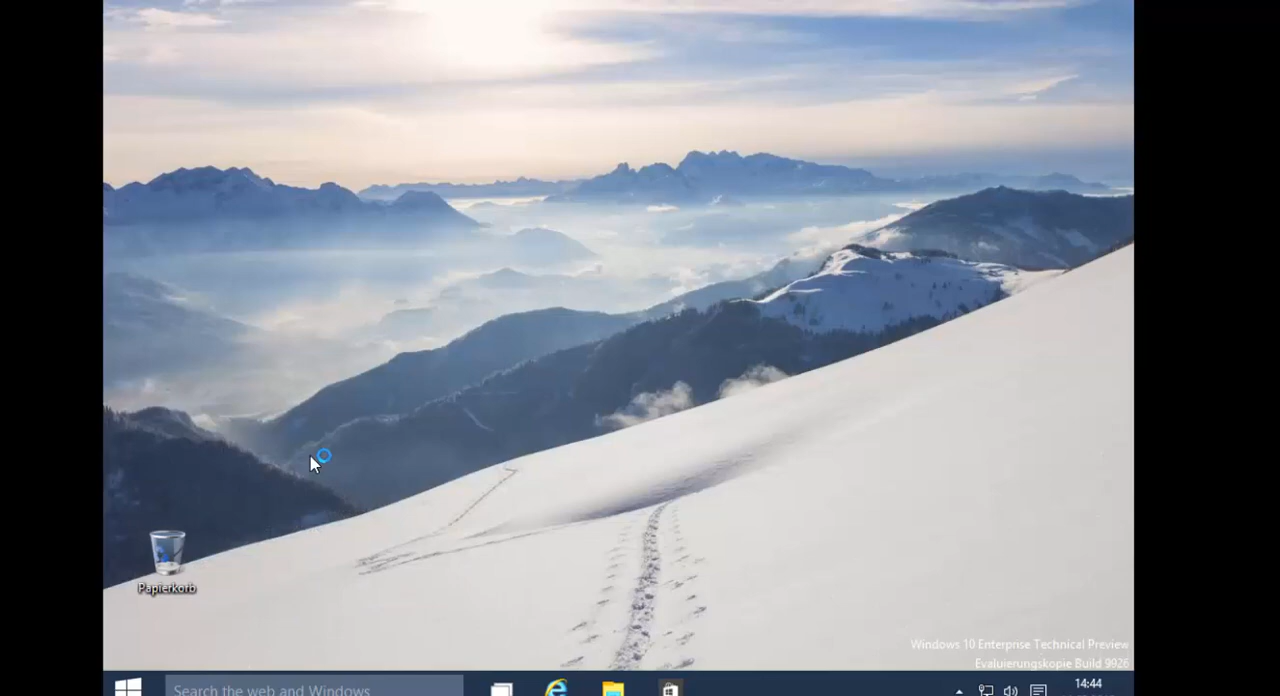 Papierkorb
Windows 10 Enterprise Technical Preview
Evaluierungskopie Build 9926
Search the web and Windows
14:44